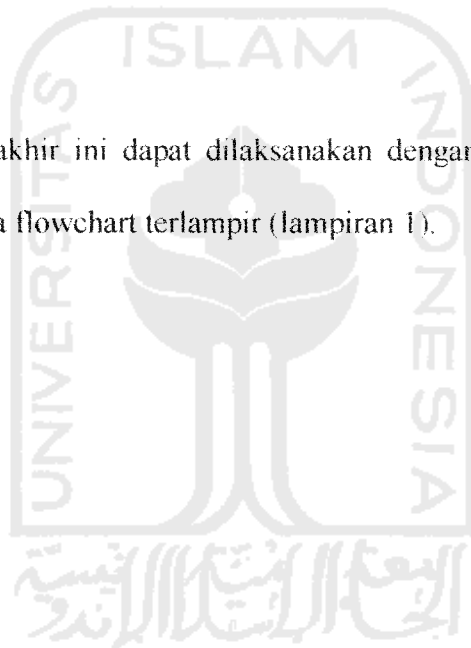 ISLAM
UNIVERSITAS
INDONESIA
akhir ini dapat dilaksanakan dengan
flowchart terlampir (lampiran 1).